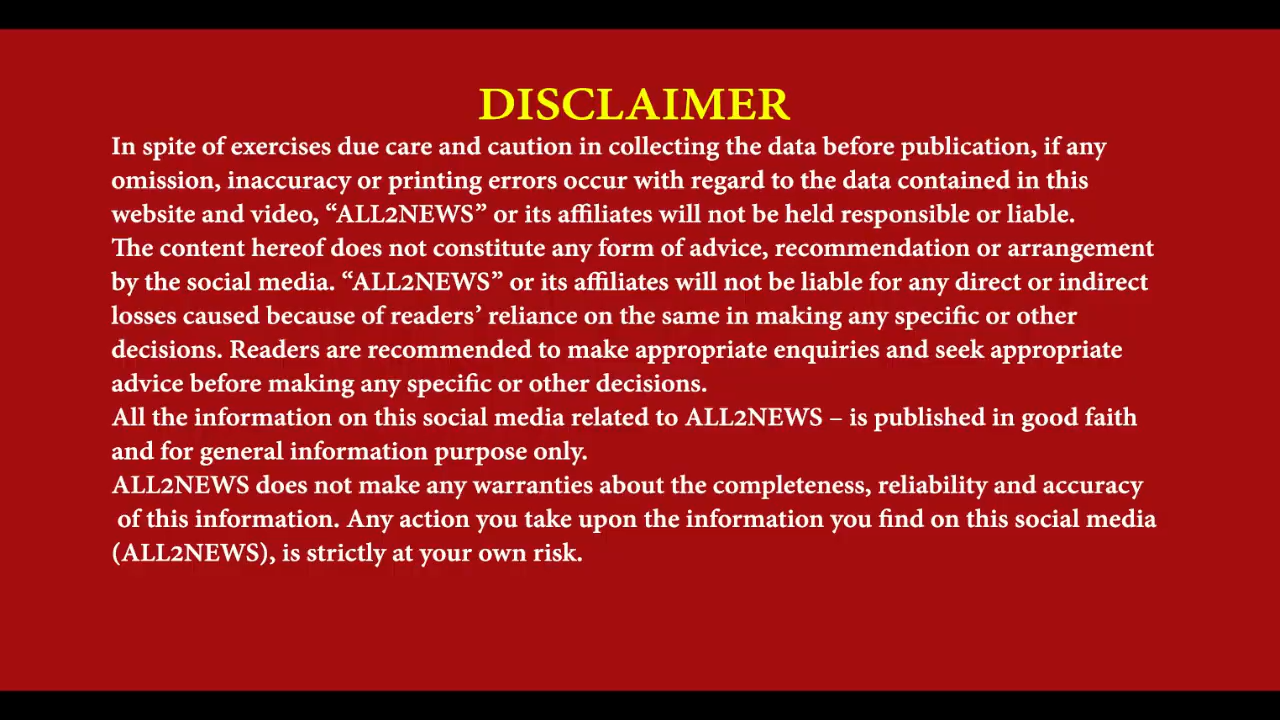 DISCLAIMER
In spite of exercises due care and caution in collecting the data before publication, if any
omission, inaccuracy or printing errors occur with regard to the data contained in this
website and video, “ALL2NEWS” or its affiliates will not be held responsible or liable.
The content hereof does not constitute any form of advice, recommendation or arrangement
by the social media. “ALL2NEWS” or its affiliates will not be liable for any direct or indirect
losses caused because of readers’ reliance on the same in making any specific or other
decisions. Readers are recommended to make appropriate enquiries and seek appropriate
advice before making any specific or other decisions.
All the information on this social media related to ALL2NEWS – is published in good faith
and for general information purpose only.
ALL2NEWS does not make any warranties about the completeness, reliability and accuracy
of this information. Any action you take upon the information you find on this social media
(ALL2NEWS), is strictly at your own risk.